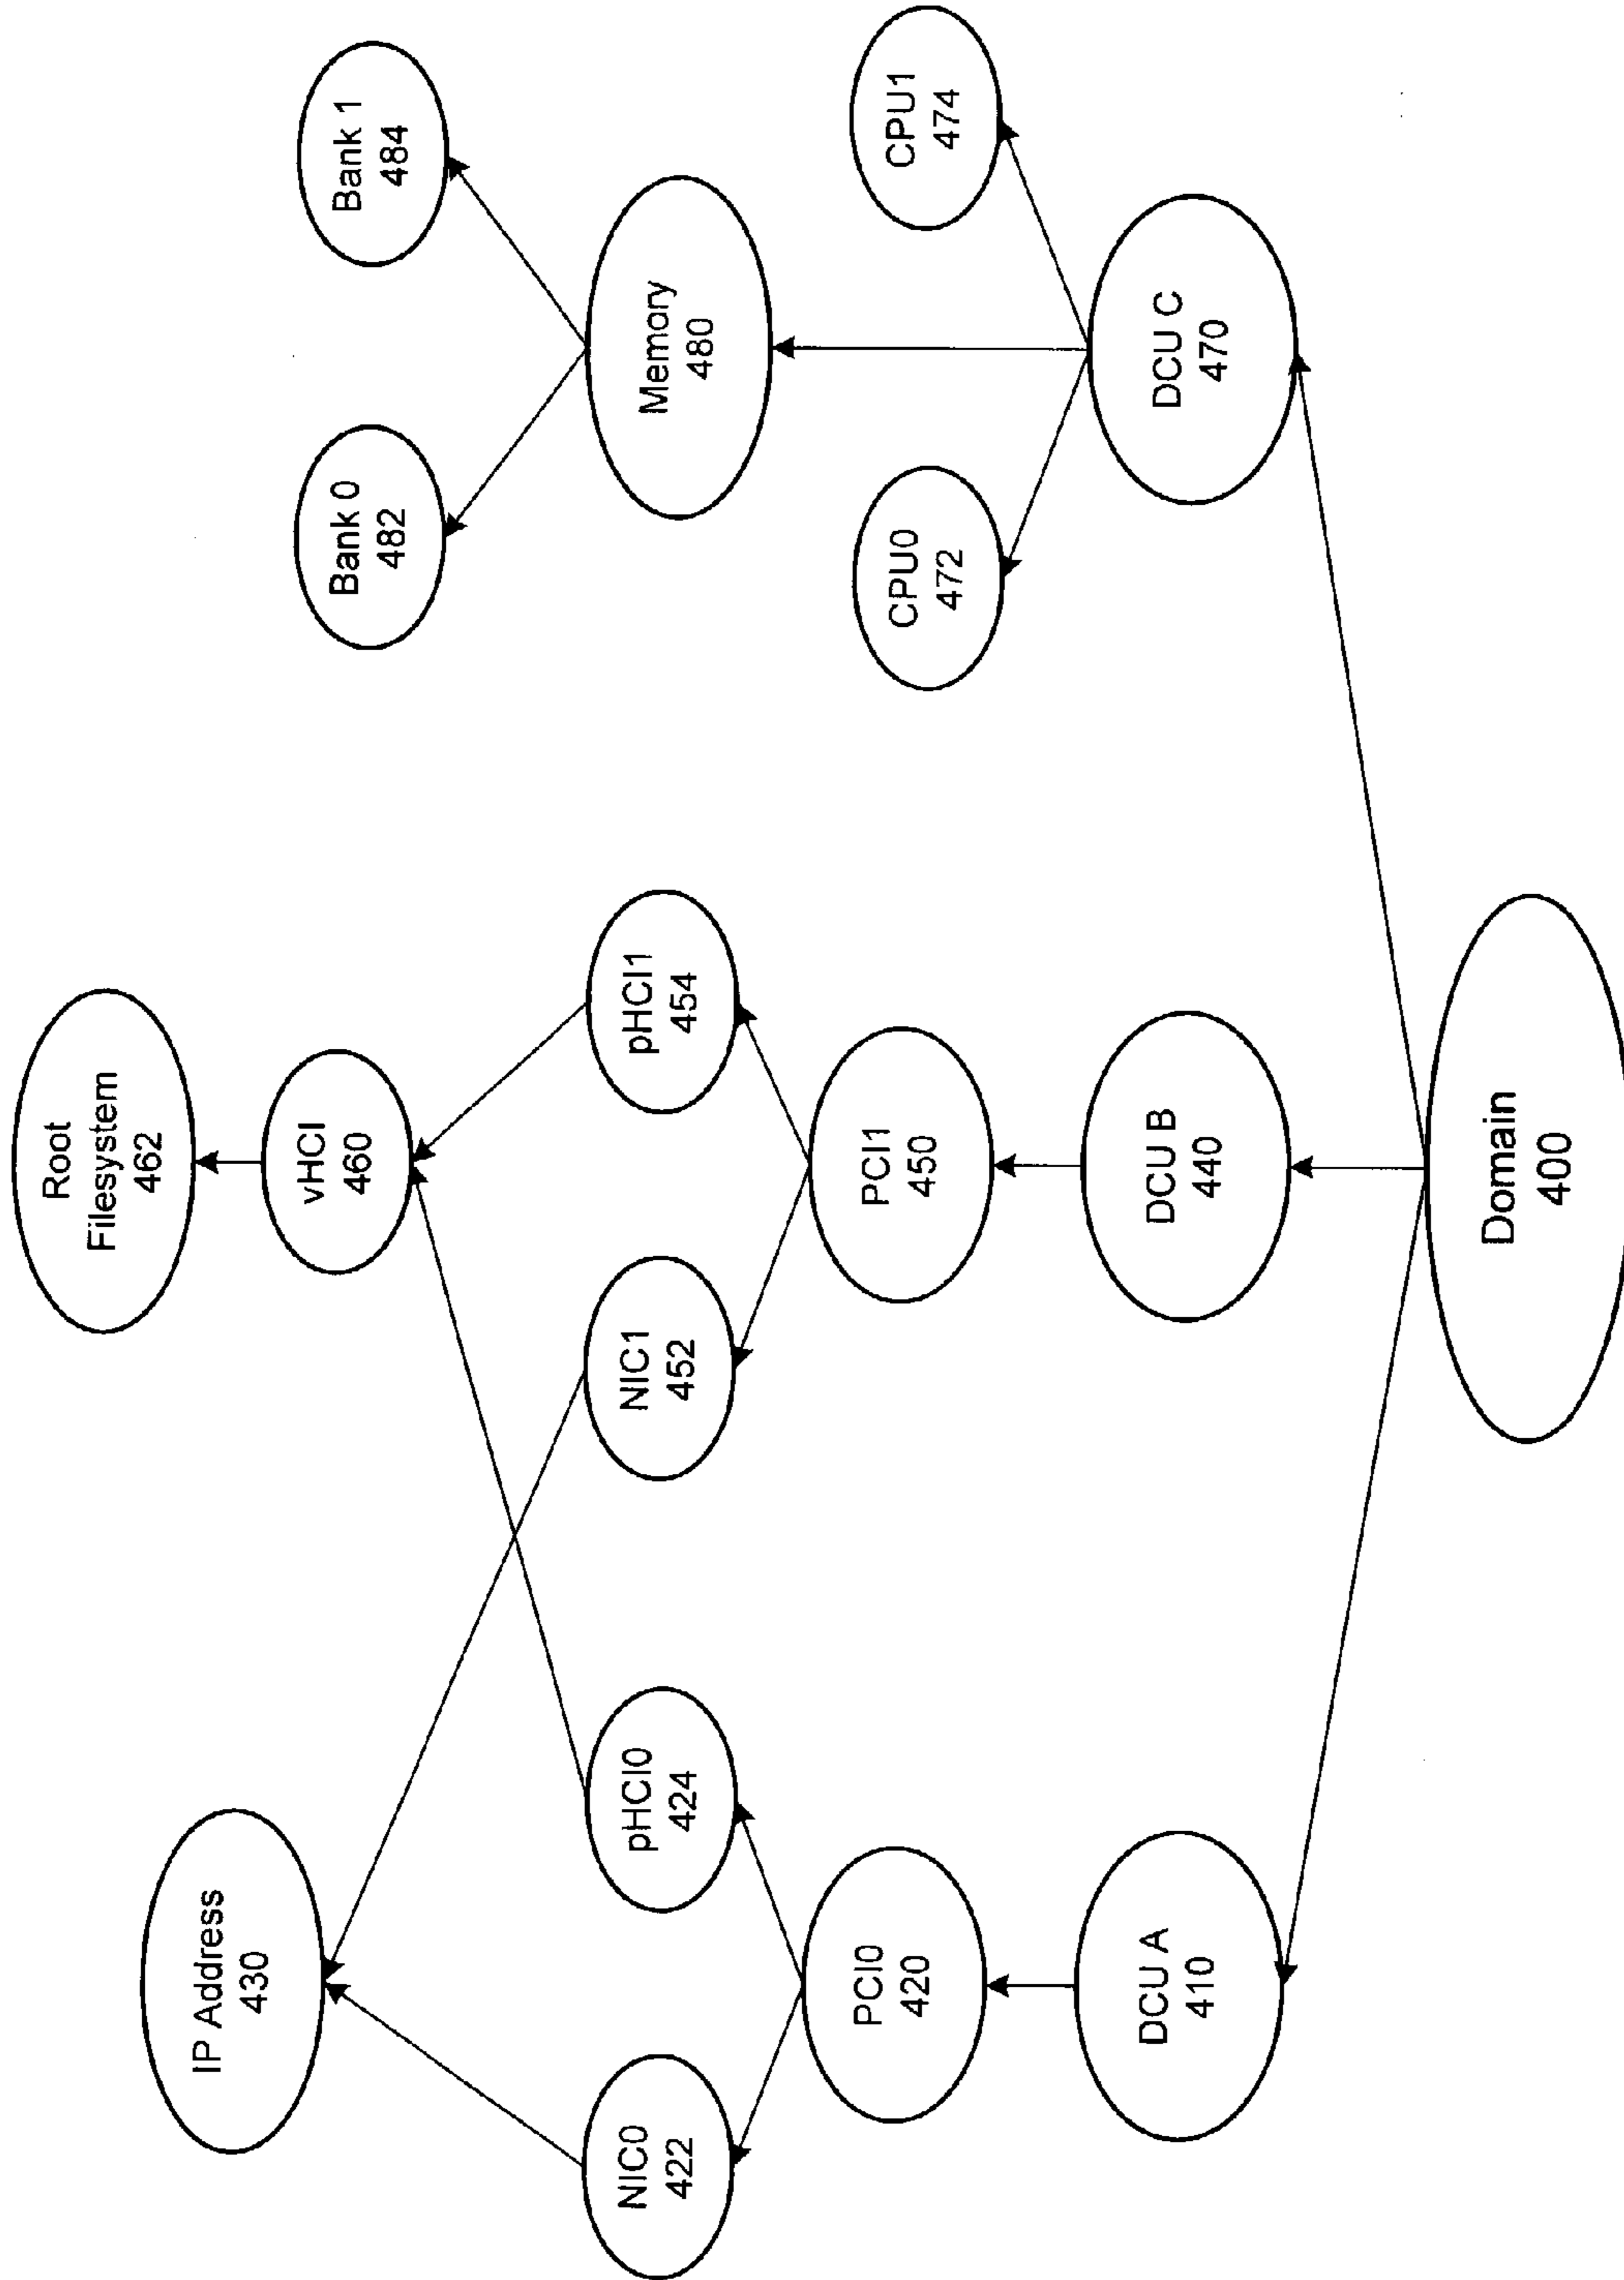 Root
Filesystem
462
IP Address
430
vHCI
460
Bank 0
482
Bank 1
484
NIC0
422
pHCI0
424
NIC1
452
pHCI1
454
Memory
480
PCI0
420
PCI1
450
CPU0
472
CPU1
474
DCU A
410
DCU B
440
DCU C
470
Domain
400